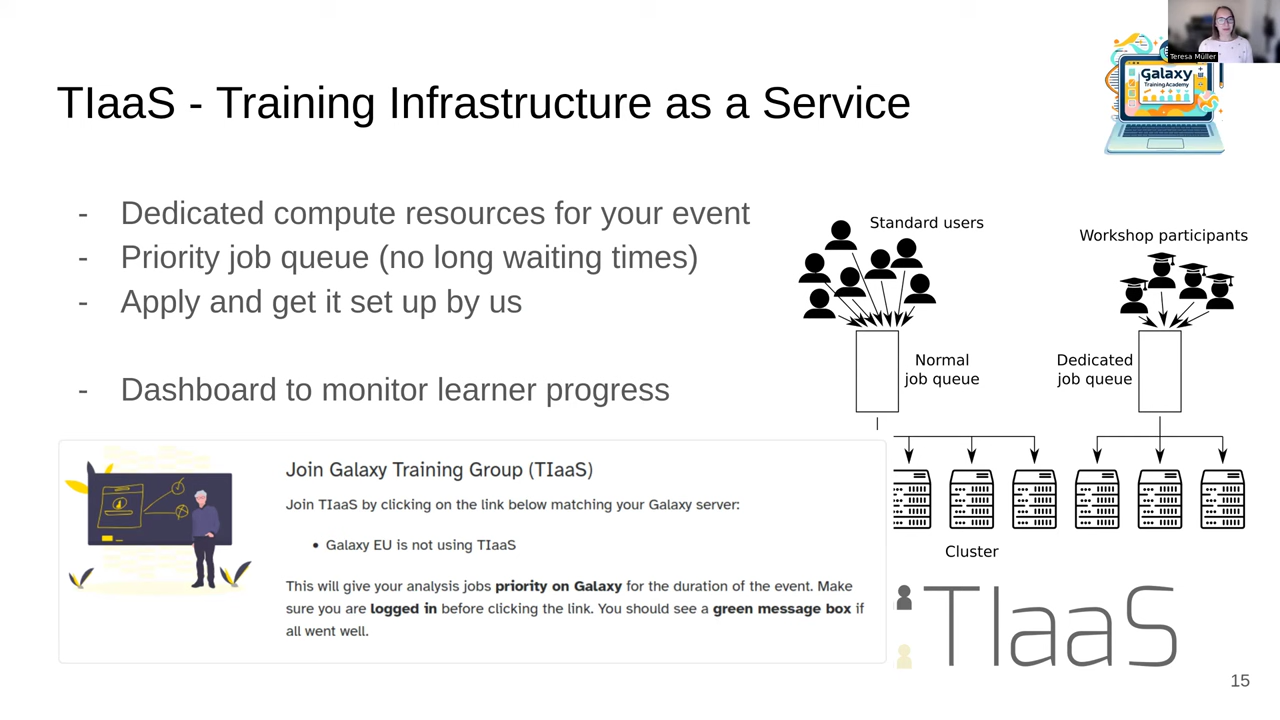 Teresa Müller
Galaxy
Training Academy
TIaaS - Training Infrastructure as a Service
- Dedicated compute resources for your event
- Priority job queue (no long waiting times)
- Apply and get it set up by us
- Dashboard to monitor learner progress
Standard users
Workshop participants
Normal
job queue
Dedicated
job queue
Cluster
Join Galaxy Training Group (TIaaS)
Join TIaaS by clicking on the link below matching your Galaxy server:
• Galaxy EU is not using TIaaS
This will give your analysis jobs priority on Galaxy for the duration of the event. Make
sure you are logged in before clicking the link. You should see a green message box if
all went well.
TIaaS
15